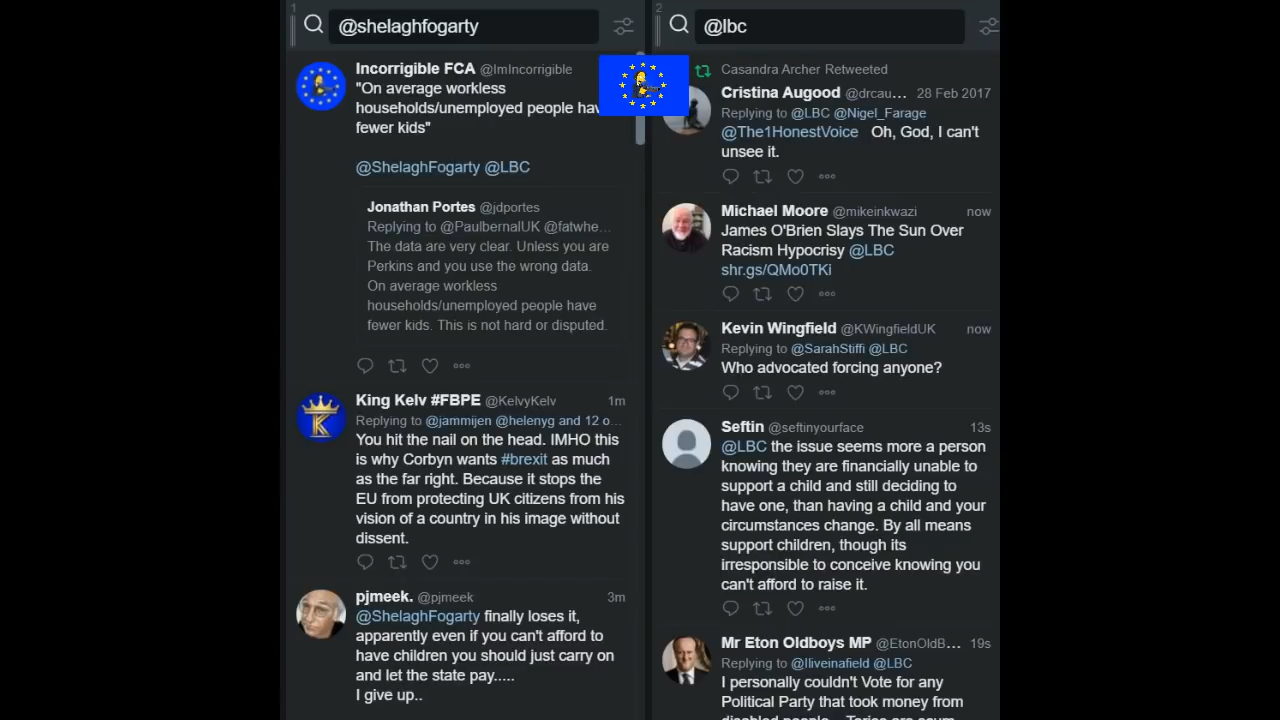 1
@shelaghfogarty
Incorrigible FCA @ImIncorrigible
"On average workless
households/unemployed people hav
fewer kids"
@ShelaghFogarty @LBC
Jonathan Portes @jdportes
Replying to @PaulbernalUK @fatwhe...
The data are very clear. Unless you are
Perkins and you use the wrong data.
On average workless
households/unemployed people have
fewer kids. This is not hard or disputed.
King Kelv #FBPE @KelvyKelv 1m
Replying to @jammijen @helenyg and 12 o...
You hit the nail on the head. IMHO this
is why Corbyn wants #brexit as much
as the far right. Because it stops the
EU from protecting UK citizens from his
vision of a country in his image without
dissent.
pjmeek. @pjmeek 3m
@ShelaghFogarty finally loses it,
apparently even if you can't afford to
have children you should just carry on
and let the state pay.....
I give up..
2
@lbc
Casandra Archer Retweeted
Cristina Augood @drcau... 28 Feb 2017
Replying to @LBC @Nigel_Farage
@The1HonestVoice Oh, God, I can't
unsee it.
Michael Moore @mikeinkwazi now
James O'Brien Slays The Sun Over
Racism Hypocrisy @LBC
shr.gs/QMo0TKi
Kevin Wingfield @KWingfieldUK now
Replying to @SarahStiffi @LBC
Who advocated forcing anyone?
Seftin @seftinyourface 13s
@LBC the issue seems more a person
knowing they are financially unable to
support a child and still deciding to
have one, than having a child and your
circumstances change. By all means
support children, though its
irresponsible to conceive knowing you
can't afford to raise it.
Mr Eton Oldboys MP @EtonOldB... 19s
Replying to @Iliveinafield @LBC
I personally couldn't Vote for any
Political Party that took money from
disabled people... Tories are scum